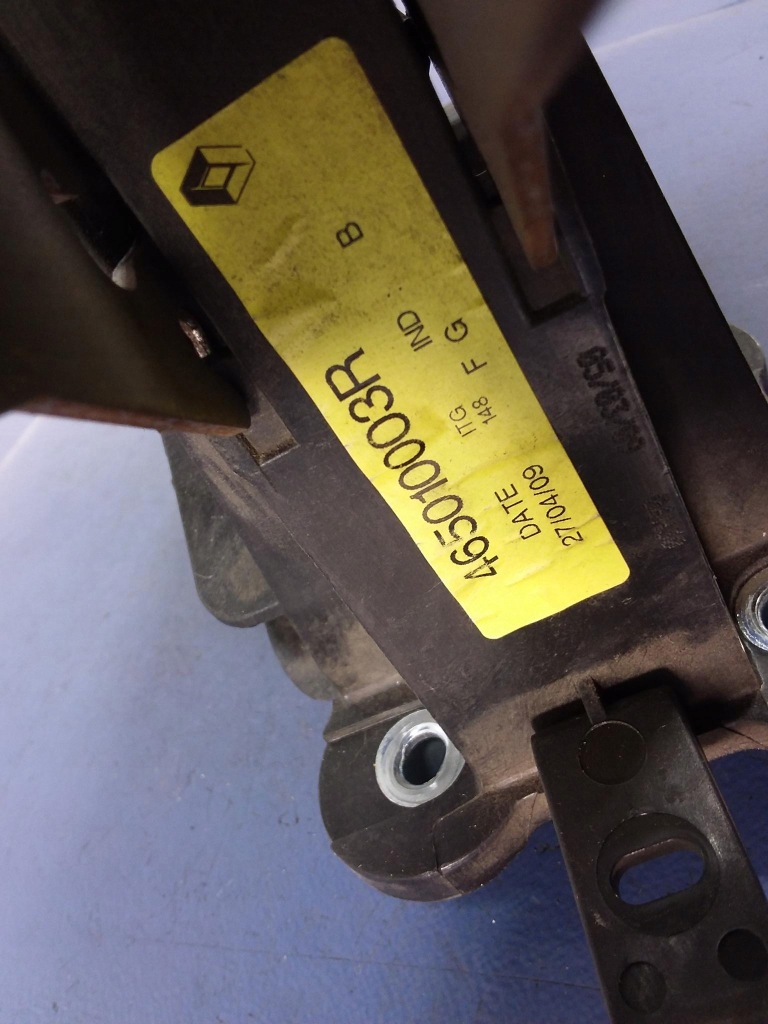 465010003R
IND B
ITG F G
148
DATE
27/04/09